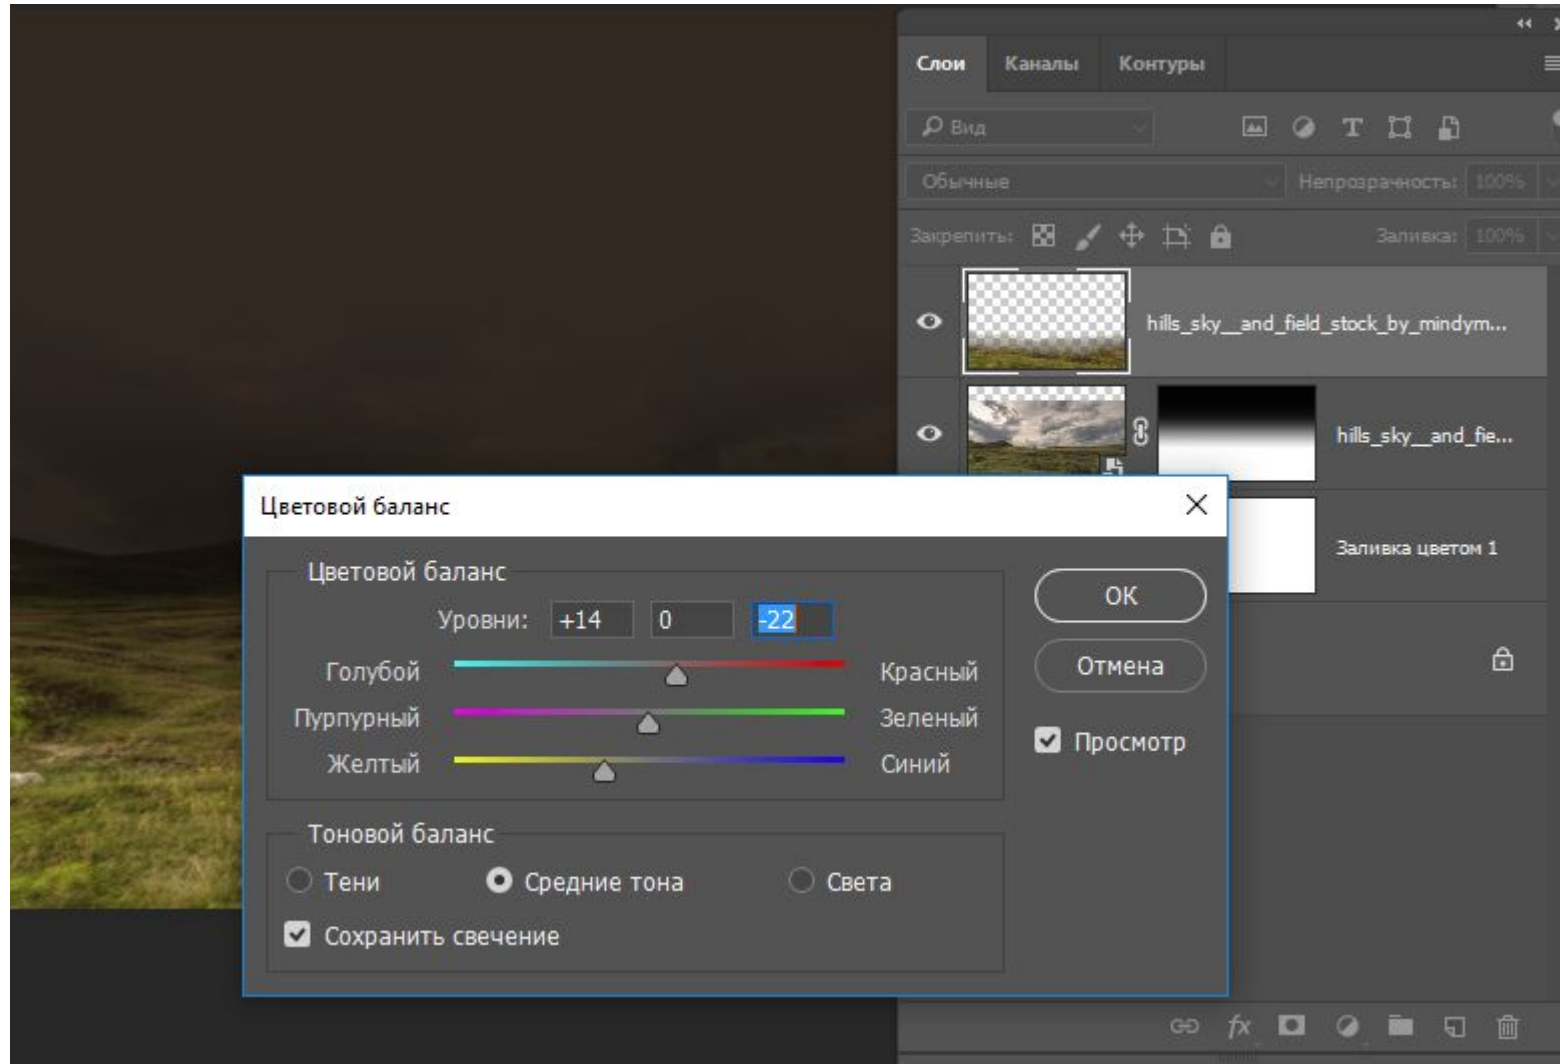 Слои Каналы Контуры
Вид
Обычные Непрозрачность: 100%
Закрепить: Заливка: 100%
hills_sky__and_field_stock_by_mindym...
hills_sky__and_fie...
Заливка цветом 1
Цветовой баланс
Цветовой баланс
Уровни: +14 0 -22
Голубой Красный
Пурпурный Зеленый
Желтый Синий
OK
Отмена
Просмотр
Тоновой баланс
Тени Средние тона Света
Сохранить свечение
fx